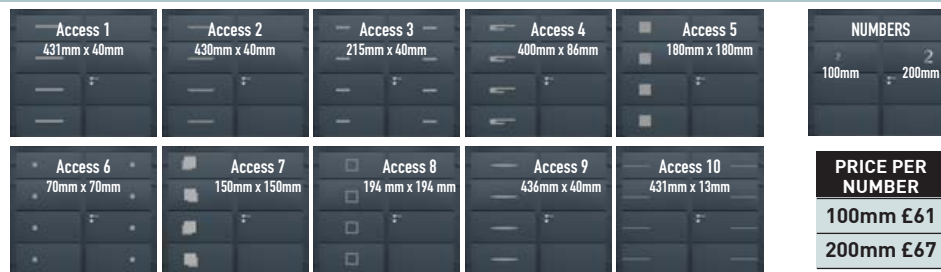 Access 1
431mm x 40mm
Access 2
430mm x 40mm
Access 3
215mm x 40mm
Access 4
400mm x 86mm
Access 5
180mm x 180mm
NUMBERS
2
2
100mm
200mm
Access 6
70mm x 70mm
Access 7
150mm x 150mm
Access 8
194 mm x 194 mm
Access 9
436mm x 40mm
Access 10
431mm x 13mm
PRICE PER
NUMBER
100mm £61
200mm £67